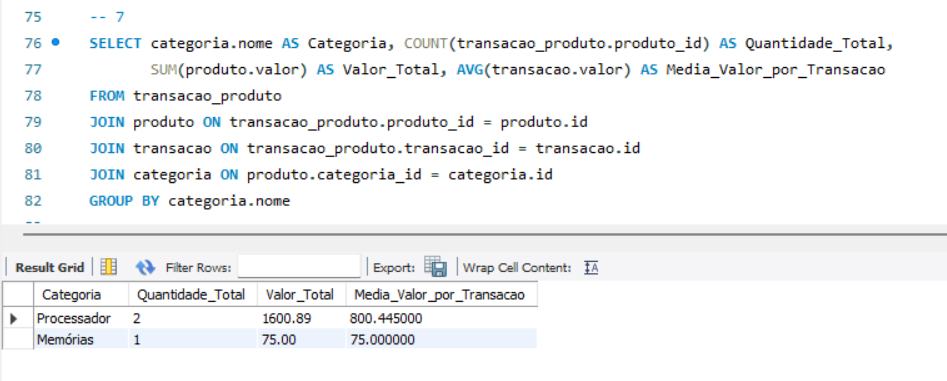 75 -- 7
76 SELECT categoria.nome AS Categoria, COUNT(transacao_produto.produto_id) AS Quantidade_Total,
77 SUM(produto.valor) AS Valor_Total, AVG(transacao.valor) AS Media_Valor_por_Transacao
78 FROM transacao_produto
79 JOIN produto ON transacao_produto.produto_id = produto.id
80 JOIN transacao ON transacao_produto.transacao_id = transacao.id
81 JOIN categoria ON produto.categoria_id = categoria.id
82 GROUP BY categoria.nome
Result Grid Filter Rows: Export: Wrap Cell Content:
Categoria Quantidade_Total Valor_Total Media_Valor_por_Transacao
Processador 2 1600.89 800.445000
Memórias 1 75.00 75.000000